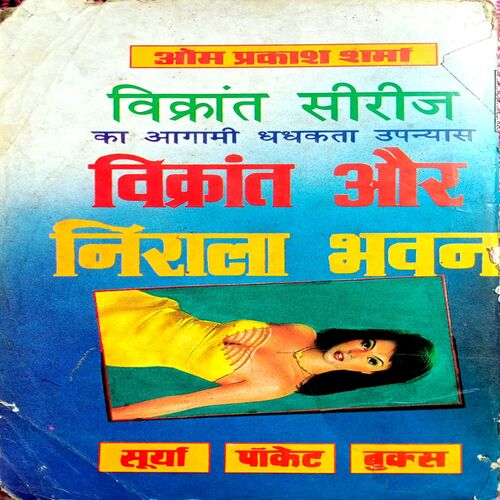 ओम प्रकाश शर्मा
विक्रांत सीरीज
का आगामी धधकता उपन्यास
विक्रांत और
निराला भवन
सूर्या पॉकेट बुक्स